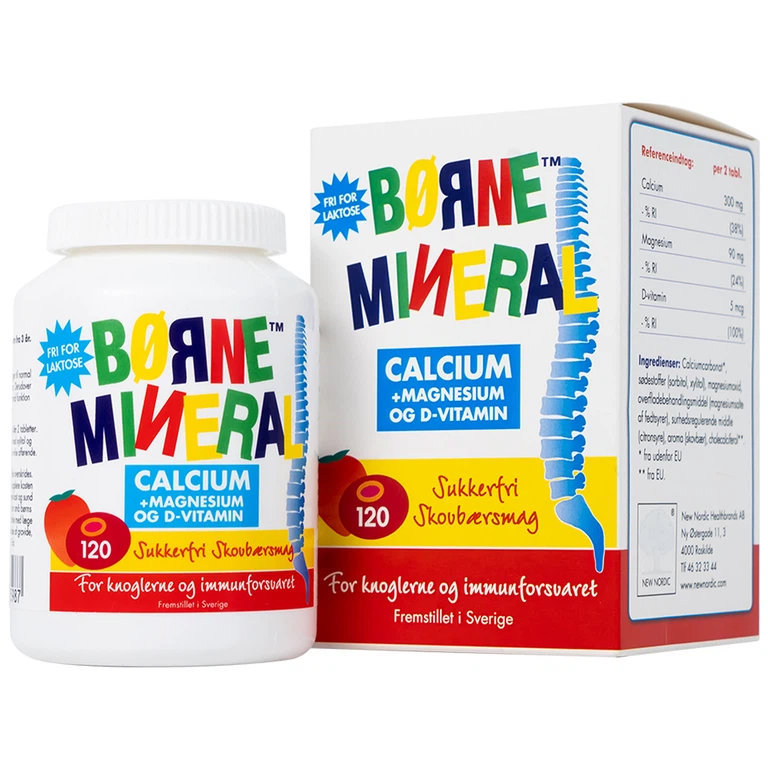 FRI FOR
LAKTOSE
BØRNE™
MINERAL
CALCIUM
+MAGNESIUM
OG D-VITAMIN
120
Sukkerfri Skoubærsmag
For knoglerne og immunforsvaret
Fremstillet i Sverige
FRI FOR
LAKTOSE
BØRNE™
MINERAL
CALCIUM
+MAGNESIUM
OG D-VITAMIN
120
Sukkerfri
Skoubærsmag
For knoglerne og immunforsvaret
Fremstillet i Sverige
Referenceindtag: per 2 tabl.
Calcium 300 mg
- % RI (38%)
Magnesium 90 mg
- % RI (24%)
D-vitamin 5 mcg
- % RI (100%)
Ingredienser: Calciumcarbonat*,
sødestoffer (sorbitol, xylitol), magnesiumoxid,
overfladebehandlingsmiddel (magnesiumsalte
af fedtsyrer), surhedsregulerende middel
(citronsyre), aroma (skovbær), cholecalciferol**.
* fra udenfor EU
** fra EU.
®
NEW NORDIC
New Nordic Healthbrands AB
Ny Østergade 11, 3
4000 Roskilde
Tlf 46 32 33 44
www.newnordic.com